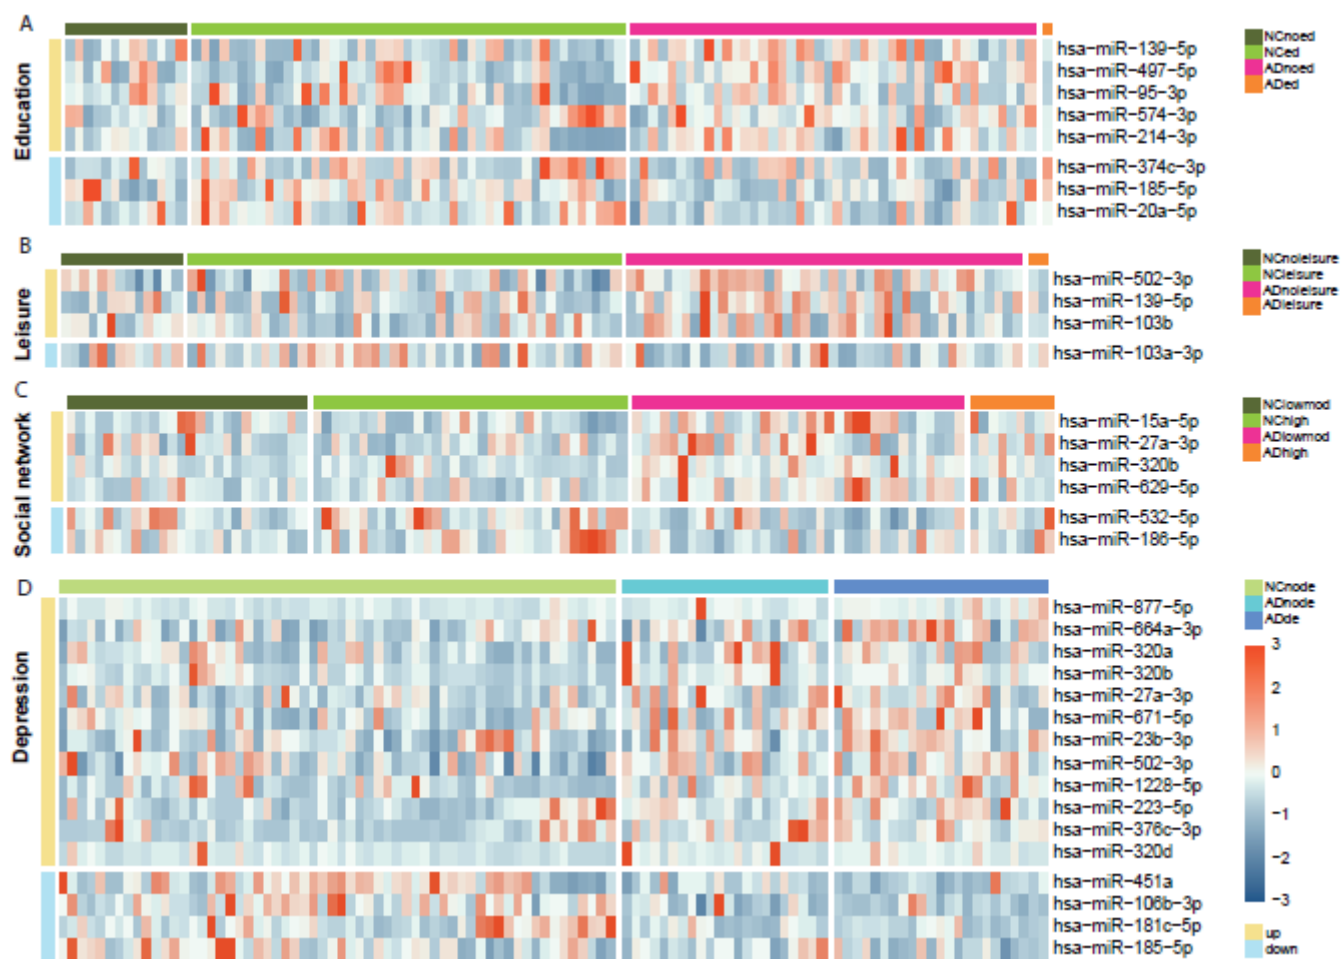 A
Education
hsa-miR-139-5p
hsa-miR-497-5p
hsa-miR-95-3p
hsa-miR-574-3p
hsa-miR-214-3p
hsa-miR-374c-3p
hsa-miR-185-5p
hsa-miR-20a-5p
NCnoed
NCed
ADnoed
ADed
B
Leisure
hsa-miR-502-3p
hsa-miR-139-5p
hsa-miR-103b
hsa-miR-103a-3p
NCnoleisure
NCleisure
ADnoleisure
ADleisure
C
Social network
hsa-miR-15a-5p
hsa-miR-27a-3p
hsa-miR-320b
hsa-miR-629-5p
hsa-miR-532-5p
hsa-miR-186-5p
NClowmod
NChigh
ADlowmod
ADhigh
D
Depression
hsa-miR-877-5p
hsa-miR-664a-3p
hsa-miR-320a
hsa-miR-320b
hsa-miR-27a-3p
hsa-miR-671-5p
hsa-miR-23b-3p
hsa-miR-502-3p
hsa-miR-1228-5p
hsa-miR-223-5p
hsa-miR-376c-3p
hsa-miR-320d
hsa-miR-451a
hsa-miR-106b-3p
hsa-miR-181c-5p
hsa-miR-185-5p
NCnode
ADnode
ADde
3
2
1
0
−1
−2
−3
up
down